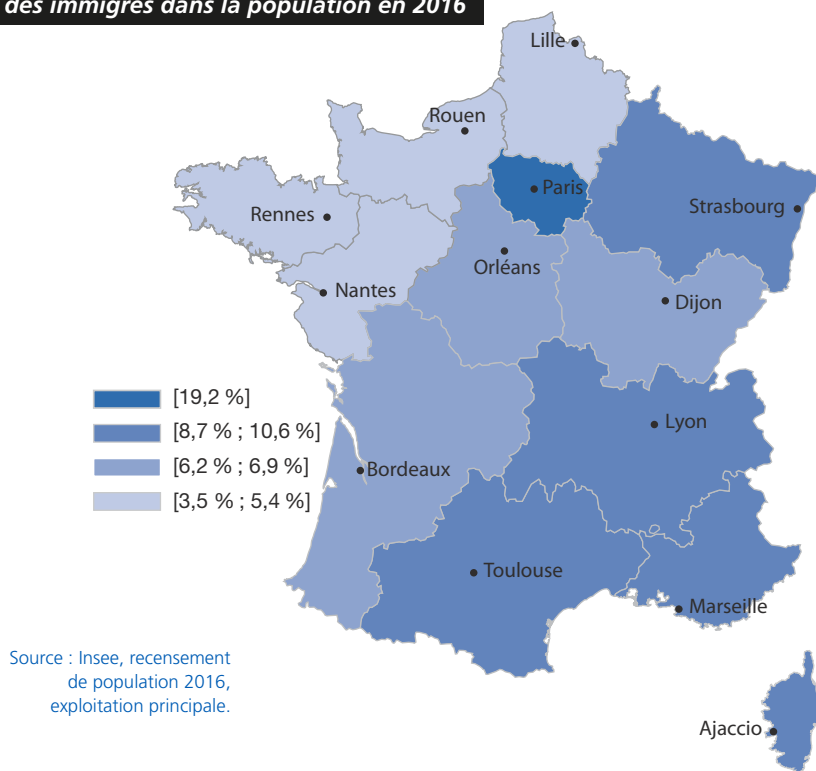 des immigrés dans la population en 2016
Lille
Rouen
Paris
Strasbourg
Rennes
Orléans
Nantes
Dijon
[19,2 %]
[8,7 % ; 10,6 %]
[6,2 % ; 6,9 %]
[3,5 % ; 5,4 %]
Lyon
Bordeaux
Toulouse
Marseille
Source : Insee, recensement
de population 2016,
exploitation principale.
Ajaccio